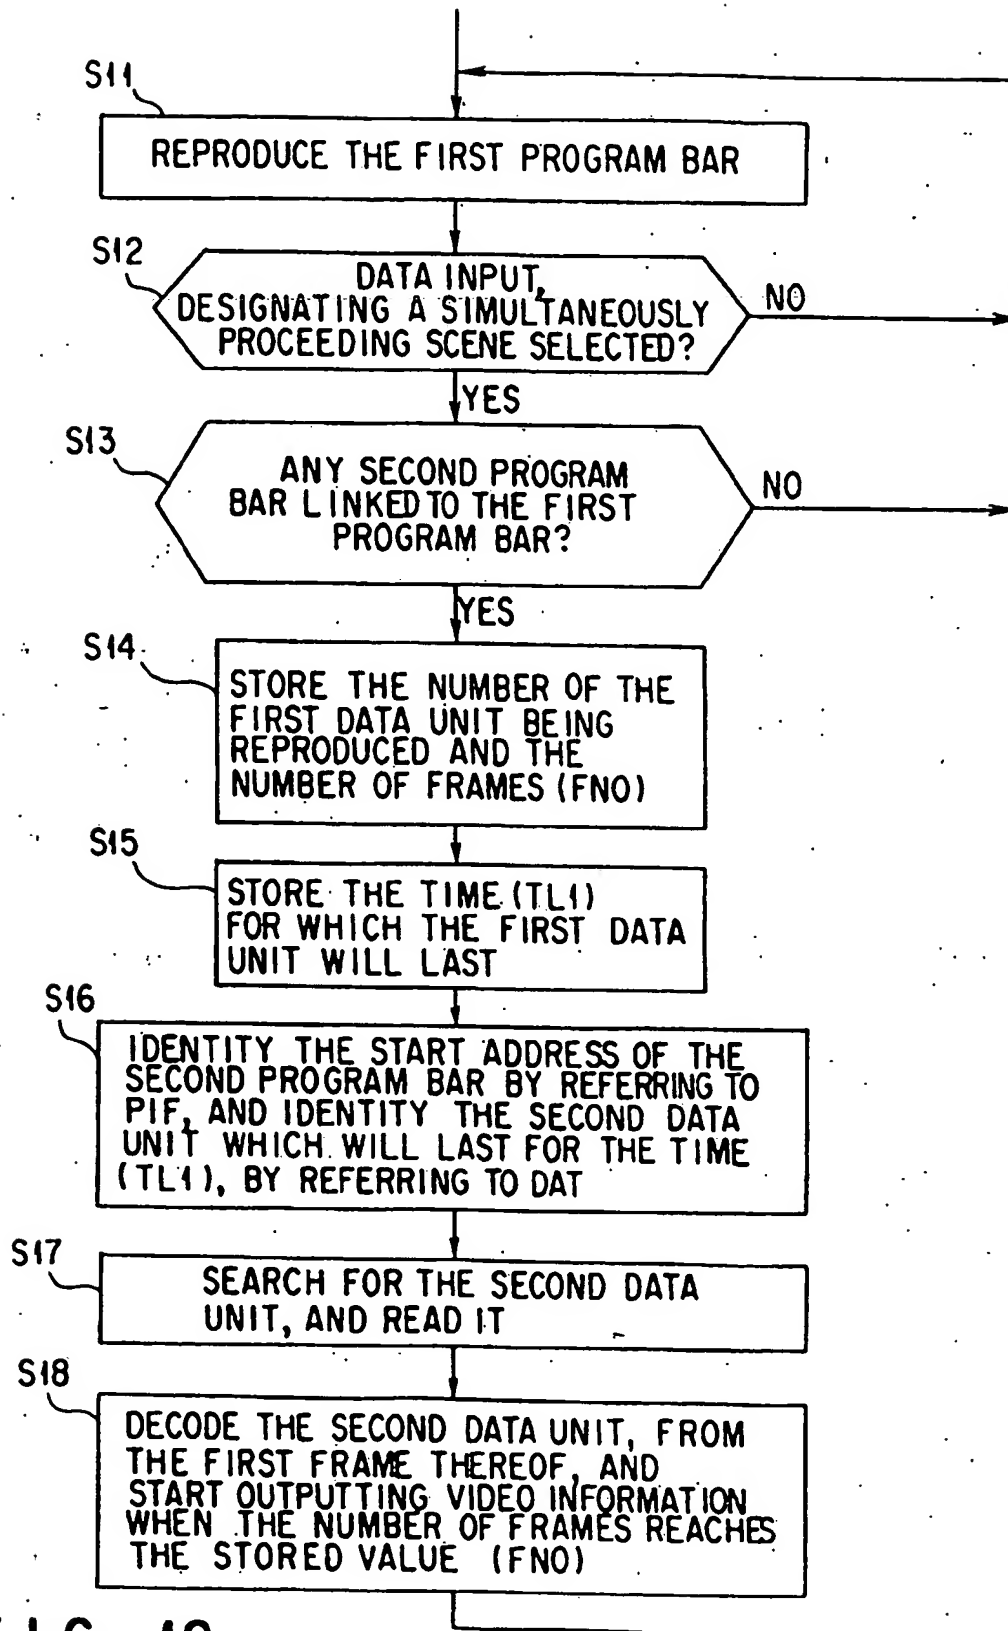 S11
REPRODUCE THE FIRST PROGRAM BAR
S12
DATA INPUT,
DESIGNATING A SIMULTANEOUSLY
PROCEEDING SCENE SELECTED?
NO
YES
S13
ANY SECOND PROGRAM
BAR LINKED TO THE FIRST
PROGRAM BAR?
NO
YES
S14
STORE THE NUMBER OF THE
FIRST DATA UNIT BEING
REPRODUCED AND THE
NUMBER OF FRAMES (FNO)
S15
STORE THE TIME (TL1)
FOR WHICH THE FIRST DATA
UNIT WILL LAST
S16
IDENTITY THE START ADDRESS OF THE
SECOND PROGRAM BAR BY REFERRING TO
PIF, AND IDENTITY THE SECOND DATA
UNIT WHICH WILL LAST FOR THE TIME
(TL1), BY REFERRING TO DAT
S17
SEARCH FOR THE SECOND DATA
UNIT, AND READ IT
S18
DECODE THE SECOND DATA UNIT, FROM
THE FIRST FRAME THEREOF, AND
START OUTPUTTING VIDEO INFORMATION
WHEN THE NUMBER OF FRAMES REACHES
THE STORED VALUE (FNO)